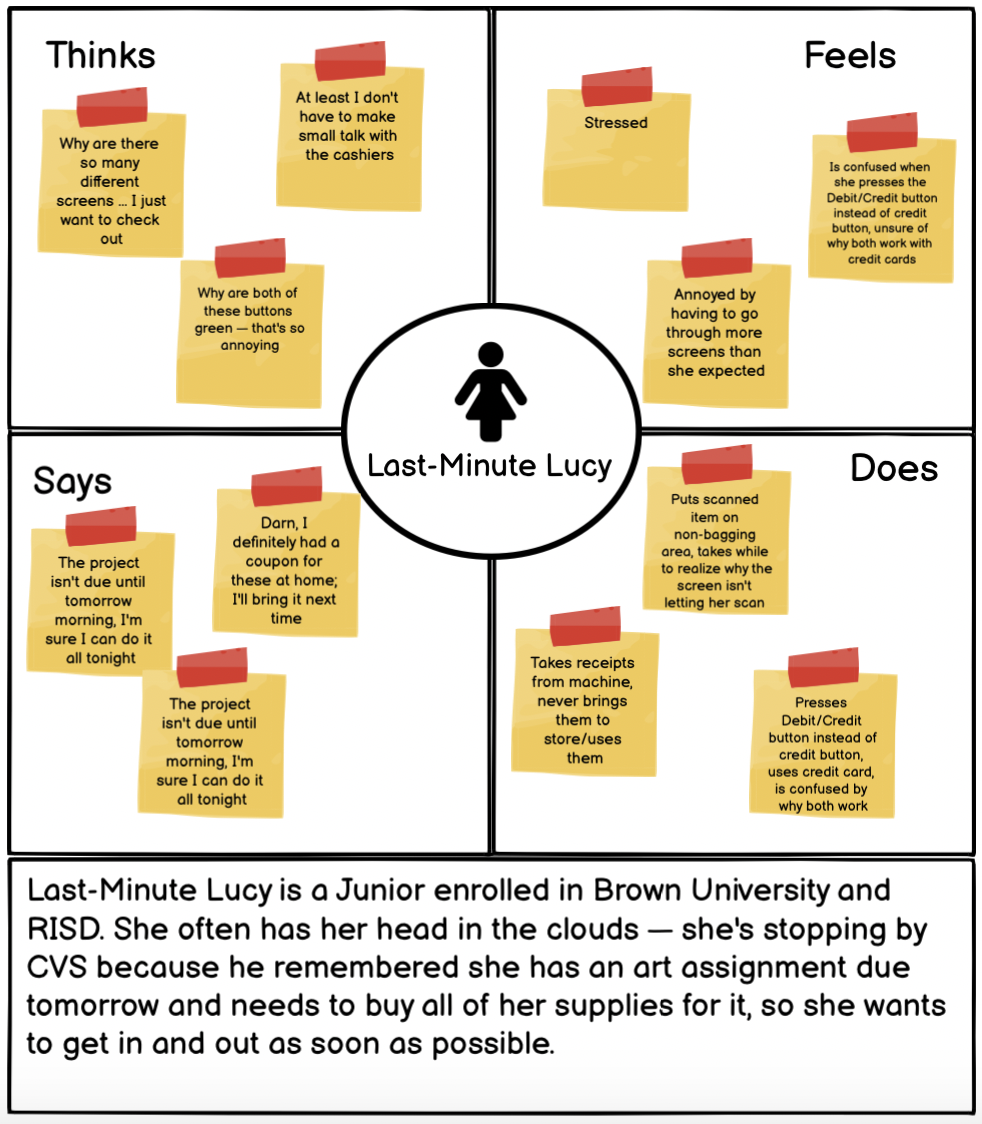 Thinks
Why are there
so many
different
screens ... I just
want to check
out
At least I don't
have to make
small talk with
the cashiers
Why are both of
these buttons
green — that's so
annoying
Feels
Stressed
Is confused when
she presses the
Debit/Credit button
instead of credit
button, unsure of
why both work with
credit cards
Annoyed by
having to go
through more
screens than
she expected
Last-Minute Lucy
Says
The project
isn't due until
tomorrow
morning, I'm
sure I can do it
all tonight
Darn, I
definitely had a
coupon for
these at home;
I'll bring it next
time
The project
isn't due until
tomorrow
morning, I'm
sure I can do it
all tonight
Does
Puts scanned
item on
non-bagging
area, takes while
to realize why the
screen isn't
letting her scan
Takes receipts
from machine,
never brings
them to
store/uses
them
Presses
Debit/Credit
button instead of
credit button,
uses credit card,
is confused by
why both work
Last-Minute Lucy is a Junior enrolled in Brown University and
RISD. She often has her head in the clouds — she's stopping by
CVS because he remembered she has an art assignment due
tomorrow and needs to buy all of her supplies for it, so she wants
to get in and out as soon as possible.